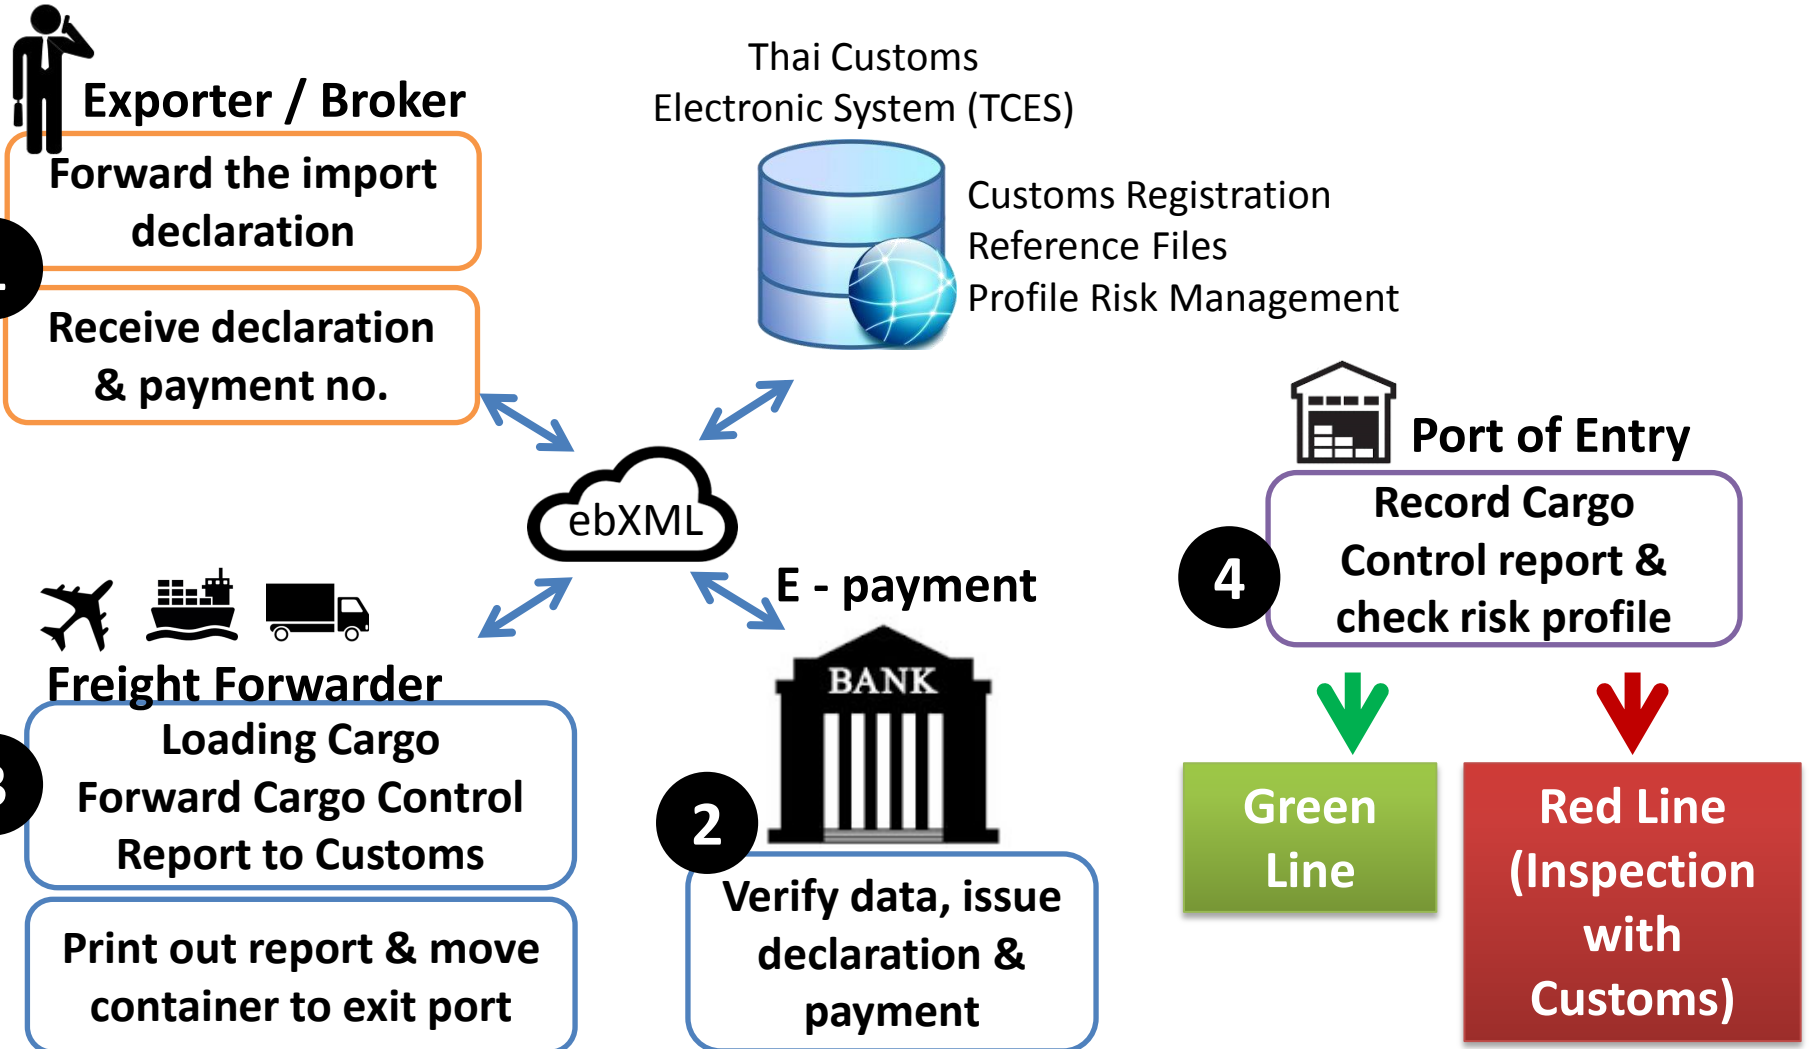 Exporter / Broker
Forward the import
declaration
1
Receive declaration
& payment no.
Thai Customs
Electronic System (TCES)
Customs Registration
Reference Files
Profile Risk Management
ebXML
Freight Forwarder
3
Loading Cargo
Forward Cargo Control
Report to Customs
Print out report & move
container to exit port
E - payment
BANK
2
Verify data, issue
declaration &
payment
Port of Entry
4
Record Cargo
Control report &
check risk profile
Green
Line
Red Line
(Inspection
with
Customs)